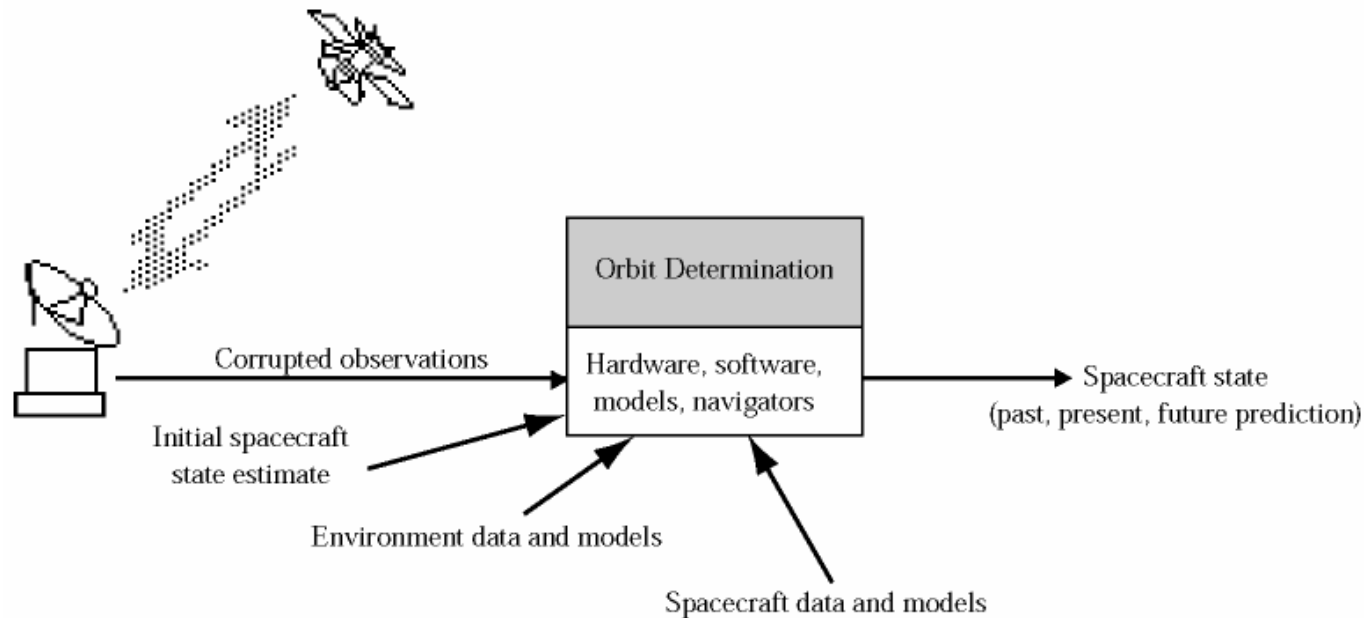 Orbit Determination
Corrupted observations
Hardware, software,
models, navigators
Spacecraft state
(past, present, future prediction)
Initial spacecraft
state estimate
Environment data and models
Spacecraft data and models